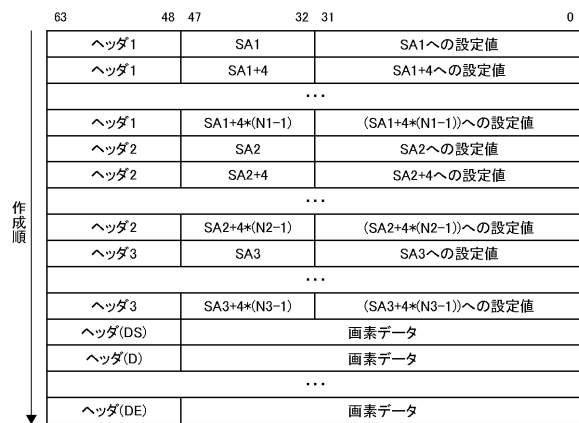 63 48 47 32 31 0
ヘッダ1 SA1 SA1への設定値
ヘッダ1 SA1+4 SA1+4への設定値
...
ヘッダ1 SA1+4*(N1-1) (SA1+4*(N1-1))への設定値
ヘッダ2 SA2 SA2への設定値
ヘッダ2 SA2+4 SA2+4への設定値
...
ヘッダ2 SA2+4*(N2-1) (SA2+4*(N2-1))への設定値
ヘッダ3 SA3 SA3への設定値
...
ヘッダ3 SA3+4*(N3-1) (SA3+4*(N3-1))への設定値
ヘッダ(DS) 画素データ
ヘッダ(D) 画素データ
...
ヘッダ(DE) 画素データ
作成順